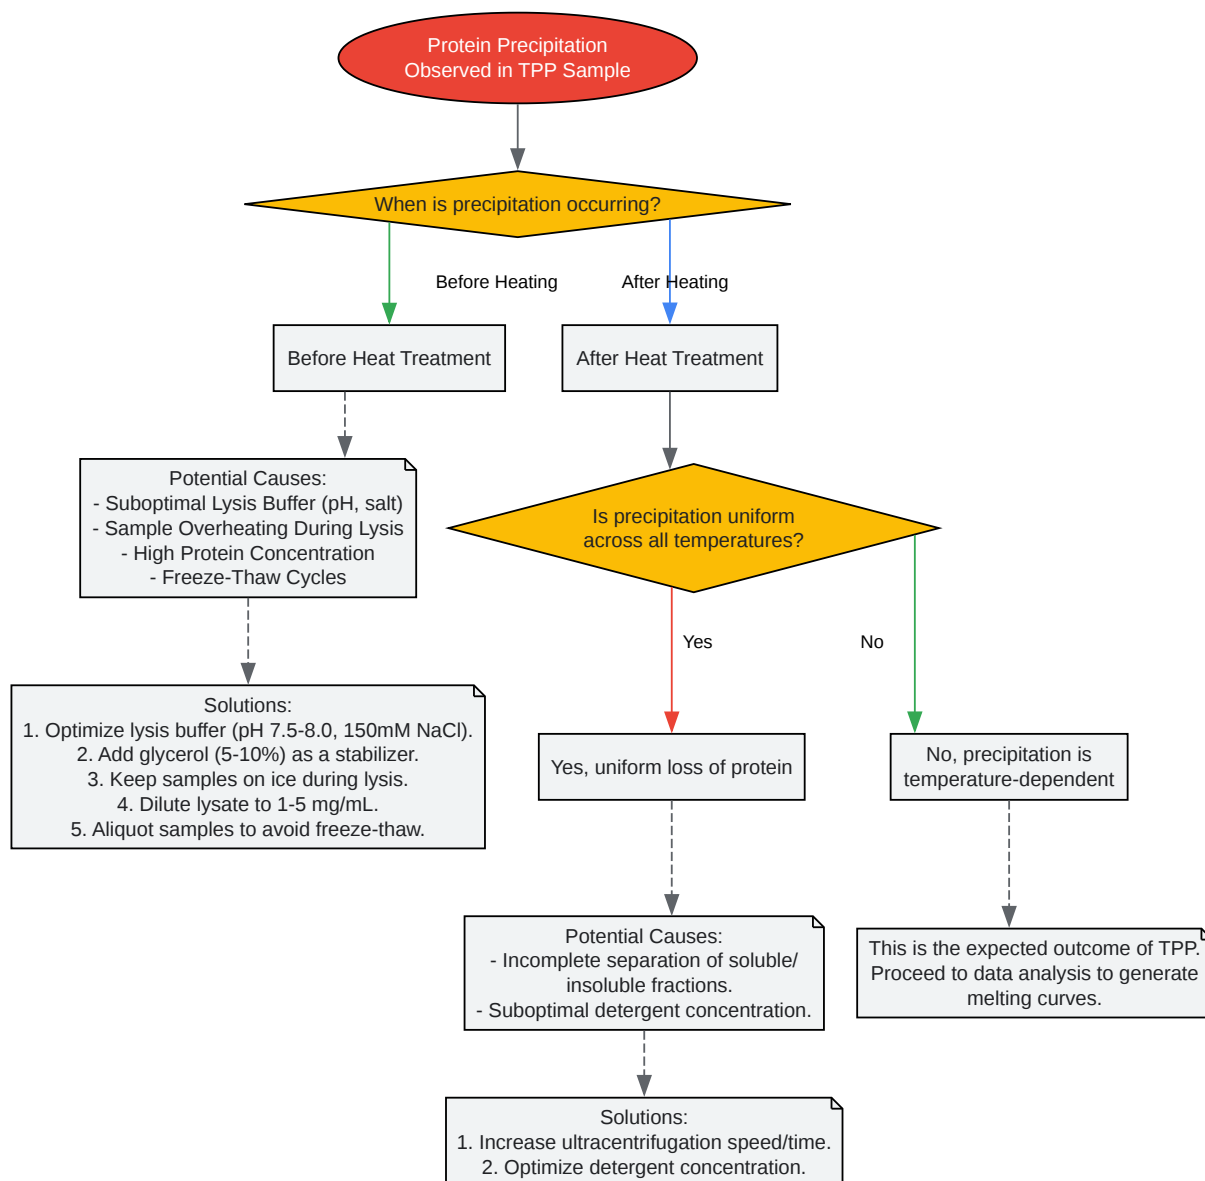 Protein Precipitation
Observed in TPP Sample
When is precipitation occurring?
Before Heating
After Heating
Before Heat Treatment
After Heat Treatment
Potential Causes:
- Suboptimal Lysis Buffer (pH, salt)
- Sample Overheating During Lysis
- High Protein Concentration
- Freeze-Thaw Cycles
Is precipitation uniform
across all temperatures?
Yes
No
Solutions:
1. Optimize lysis buffer (pH 7.5-8.0, 150mM NaCl).
2. Add glycerol (5-10%) as a stabilizer.
3. Keep samples on ice during lysis.
4. Dilute lysate to 1-5 mg/mL.
5. Aliquot samples to avoid freeze-thaw.
Yes, uniform loss of protein
No, precipitation is
temperature-dependent
Potential Causes:
- Incomplete separation of soluble/
insoluble fractions.
- Suboptimal detergent concentration.
This is the expected outcome of TPP.
Proceed to data analysis to generate
melting curves.
Solutions:
1. Increase ultracentrifugation speed/time.
2. Optimize detergent concentration.